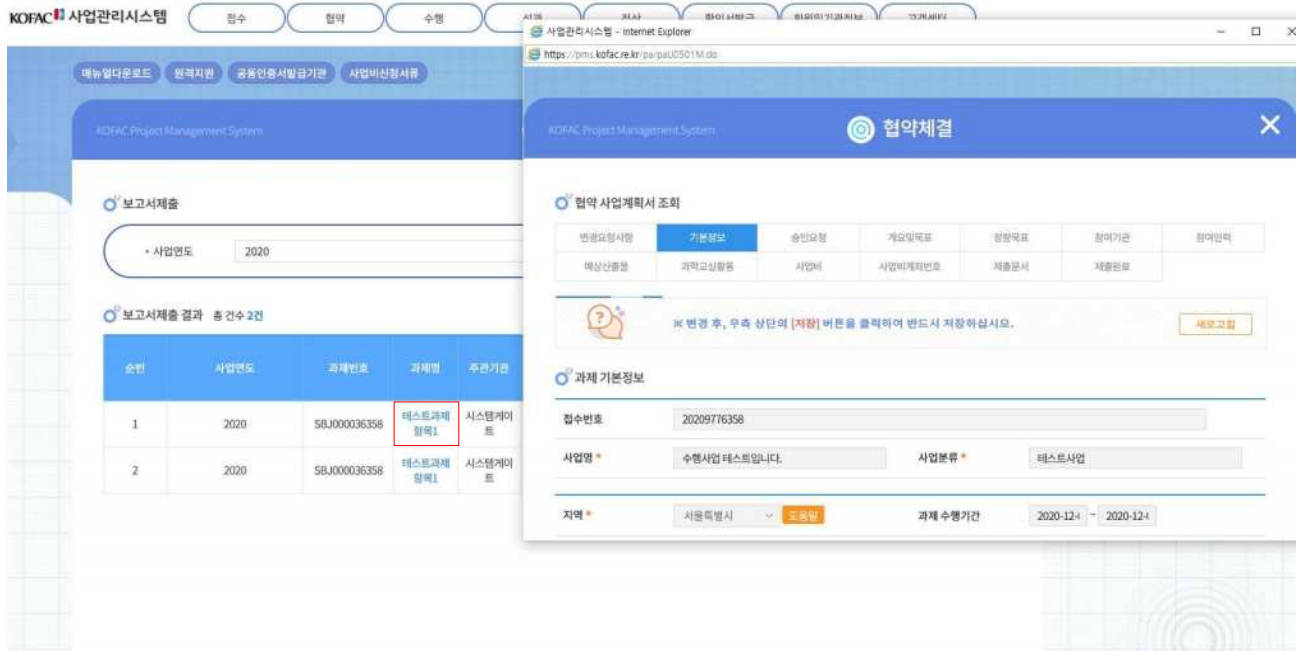 KOFAC 사업관리시스템
접수 협약 수행
사업관리시스템 - Internet Explorer
https://pms.kofac.re.kr/pa/paU0501M.do
매뉴얼다운로드 원격지원 공동인증서발급기관 사업비신청서류
KOFAC Project Management System
KOFAC Project Management System
협약체결
보고서제출
• 사업연도 2020
보고서제출 결과 총 건수 2건
순번 사업연도 과제번호 과제명 주관기관
1 2020 SBJ000036358 테스트과제항목1 시스템게이트
2 2020 SBJ000036358 테스트과제항목1 시스템게이트
협약 사업계획서 조회
변경요청사항 기본정보 승인요청 개요및목표 정량목표 참여기관 참여인력
예상산출물 과학교실활동 사업비 사업비계좌번호 제출문서 제출완료
※ 변경 후, 우측 상단의 [저장] 버튼을 클릭하여 반드시 저장하십시요.
새로고침
과제 기본정보
접수번호 20209776358
사업명 * 수행사업 테스트입니다. 사업분류 * 테스트사업
지역 * 서울특별시 도움말 과제 수행기간 2020-12- ~ 2020-12-